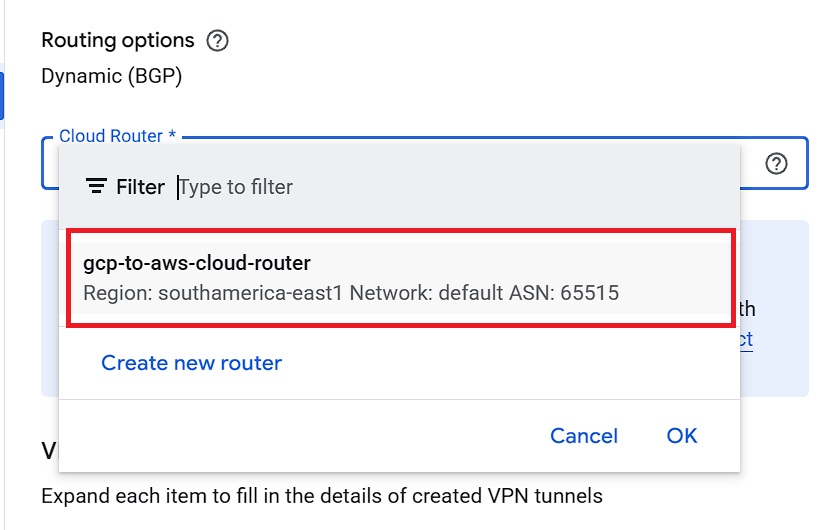 Routing options
Dynamic (BGP)
Cloud Router *
Filter Type to filter
gcp-to-aws-cloud-router
Region: southamerica-east1 Network: default ASN: 65515
Create new router
Cancel OK
Expand each item to fill in the details of created VPN tunnels